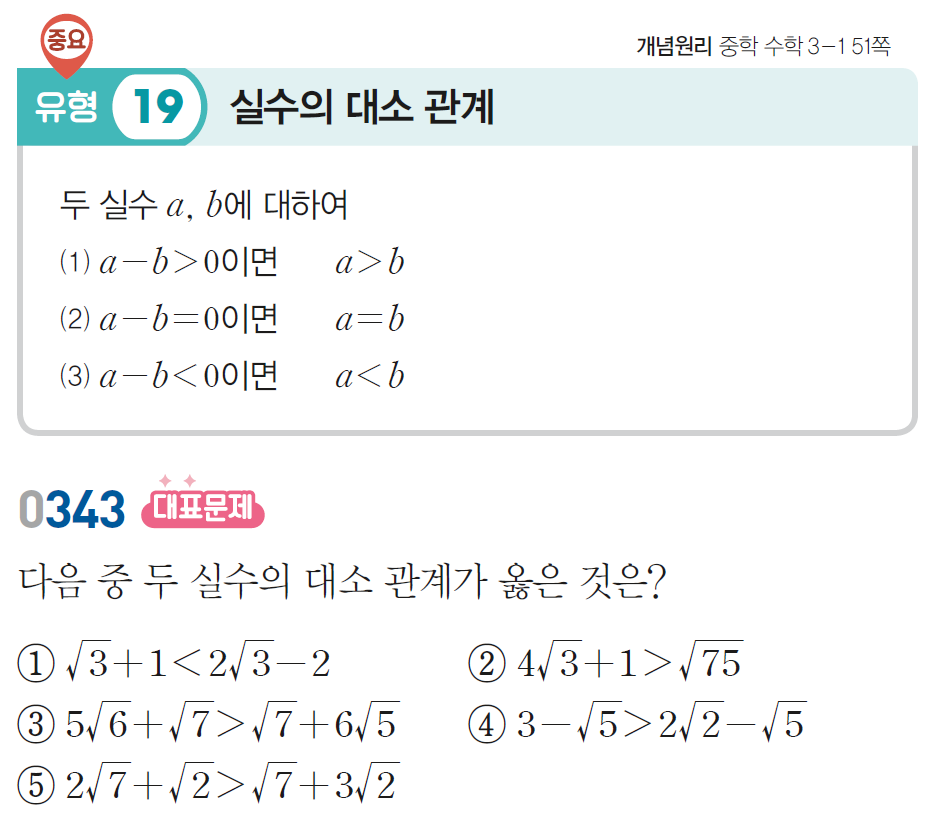 중요
개념원리 중학 수학 3-1 51쪽
유형 19 실수의 대소 관계
두 실수 a, b에 대하여
(1) a-b>0이면 a>b
(2) a-b=0이면 a=b
(3) a-b<0이면 a<b
0343 대표문제
다음 중 두 실수의 대소 관계가 옳은 것은?
① √3+1<2√3-2 ② 4√3+1>√75
③ 5√6+√7>√7+6√5 ④ 3-√5>2√2-√5
⑤ 2√7+√2>√7+3√2